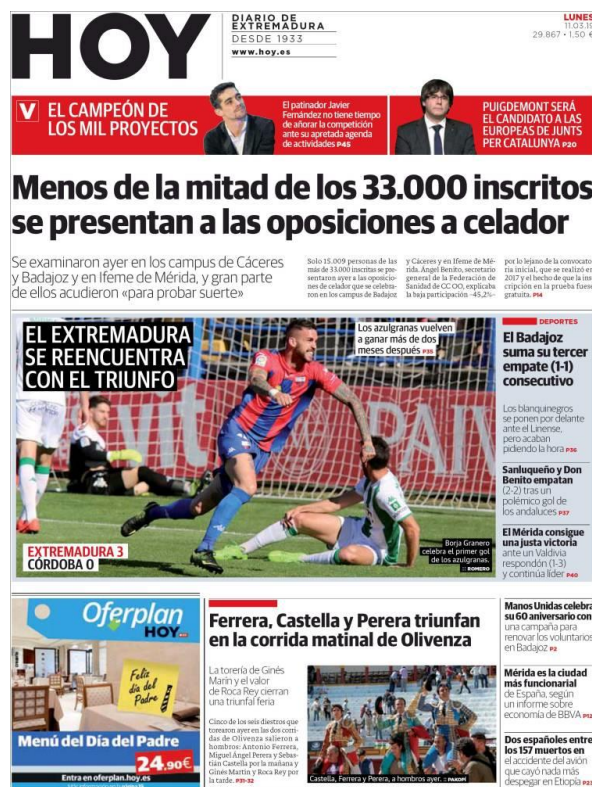 HOY
DIARIO DE
EXTREMADURA
DESDE 1933
www.hoy.es
LUNES
11.03.19
29.867 • 1.50 €
V
EL CAMPEÓN DE
LOS MIL PROYECTOS
El patinador Javier
Fernández no tiene tiempo
de añorar la competición
ante su apretada agenda
de actividades P45
PUIGDEMONT SERÁ
EL CANDIDATO A LAS
EUROPEAS DE JUNTS
PER CATALUNYA P20
Menos de la mitad de los 33.000 inscritos
se presentan a las oposiciones a celador
Se examinaron ayer en los campus de Cáceres
y Badajoz y en Ifeme de Mérida, y gran parte
de ellos acudieron «para probar suerte»
Solo 15.009 personas de las
más de 33.000 inscritas se pre-
sentaron ayer a las oposicio-
nes de celador que se celebra-
ron en los campus de Badajoz
y Cáceres y en Ifeme de Mé-
rida. Ángel Benito, secretario
general de la Federación de
Sanidad de CC OO, explicaba
la baja participación –45,2%–
por lo lejano de la convocato-
ria inicial, que se realizó en
2017 y el hecho de que la ins-
cripción en la prueba fuese
gratuita. P14
EL EXTREMADURA
SE REENCUENTRA
CON EL TRIUNFO
Los azulgranas vuelven
a ganar más de dos
meses después P35
EXTREMADURA 3
CÓRDOBA 0
Borja Granero
celebra el primer gol
de los azulgranas.
:: ROMERO
DEPORTES
El Badajoz
suma su tercer
empate (1-1)
consecutivo
Los blanquinegros
se ponen por delante
ante el Linense,
pero acaban
pidiendo la hora P36
Sanluqueño y Don
Benito empatan
(2-2) tras un
polémico gol de
los andaluces P37
El Mérida consigue
una justa victoria
ante un Valdivia
respondón (1-3)
y continúa líder P40
Oferplan
HOY.es
Feliz
día del
Padre
Menú del Día del Padre
24,90€
Entra en oferplan.hoy.es
Ferrera, Castella y Perera triunfan
en la corrida matinal de Olivenza
La torería de Ginés
Marín y el valor
de Roca Rey cierran
una triunfal feria
Cinco de los seis diestros que
torearon ayer en las dos corri-
das de Olivenza salieron a
hombros: Antonio Ferrera,
Miguel Ángel Perera y Sebas-
tián Castella por la mañana y
Ginés Martín y Roca Rey por
la tarde. P31-32
Castella, Ferrera y Perera, a hombros ayer. :: PAKOPÍ
Manos Unidas celebra
su 60 aniversario con
una campaña para
renovar los voluntarios
en Badajoz P2
Mérida es la ciudad
más funcionarial
de España, según
un informe sobre
economía de BBVA P12
Dos españoles entre
los 157 muertos en
el accidente del avión
que cayó nada más
despegar en Etiopía P23